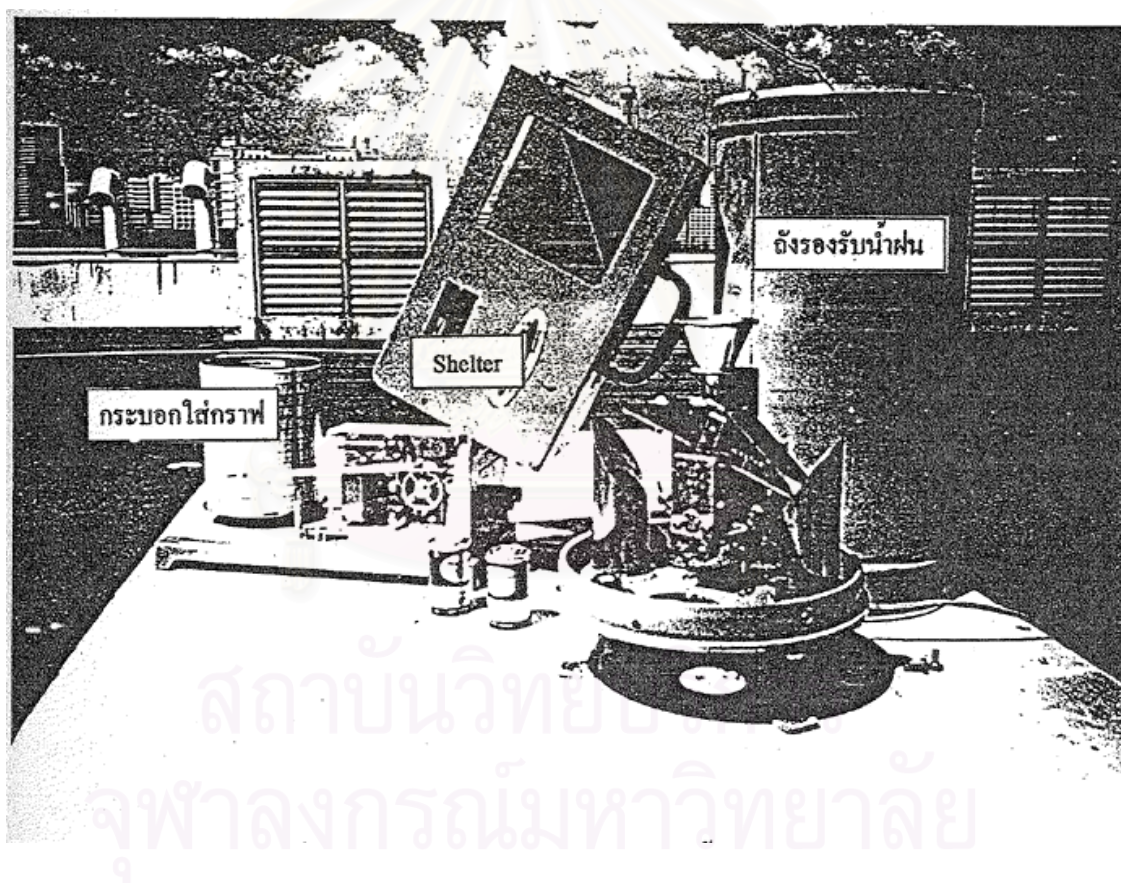 ถังรองรับน้ำฝน
Shelter
กระบอกใส่กราฟ
สถาบันวิทยบริการ
จุฬาลงกรณ์มหาวิทยาลัย